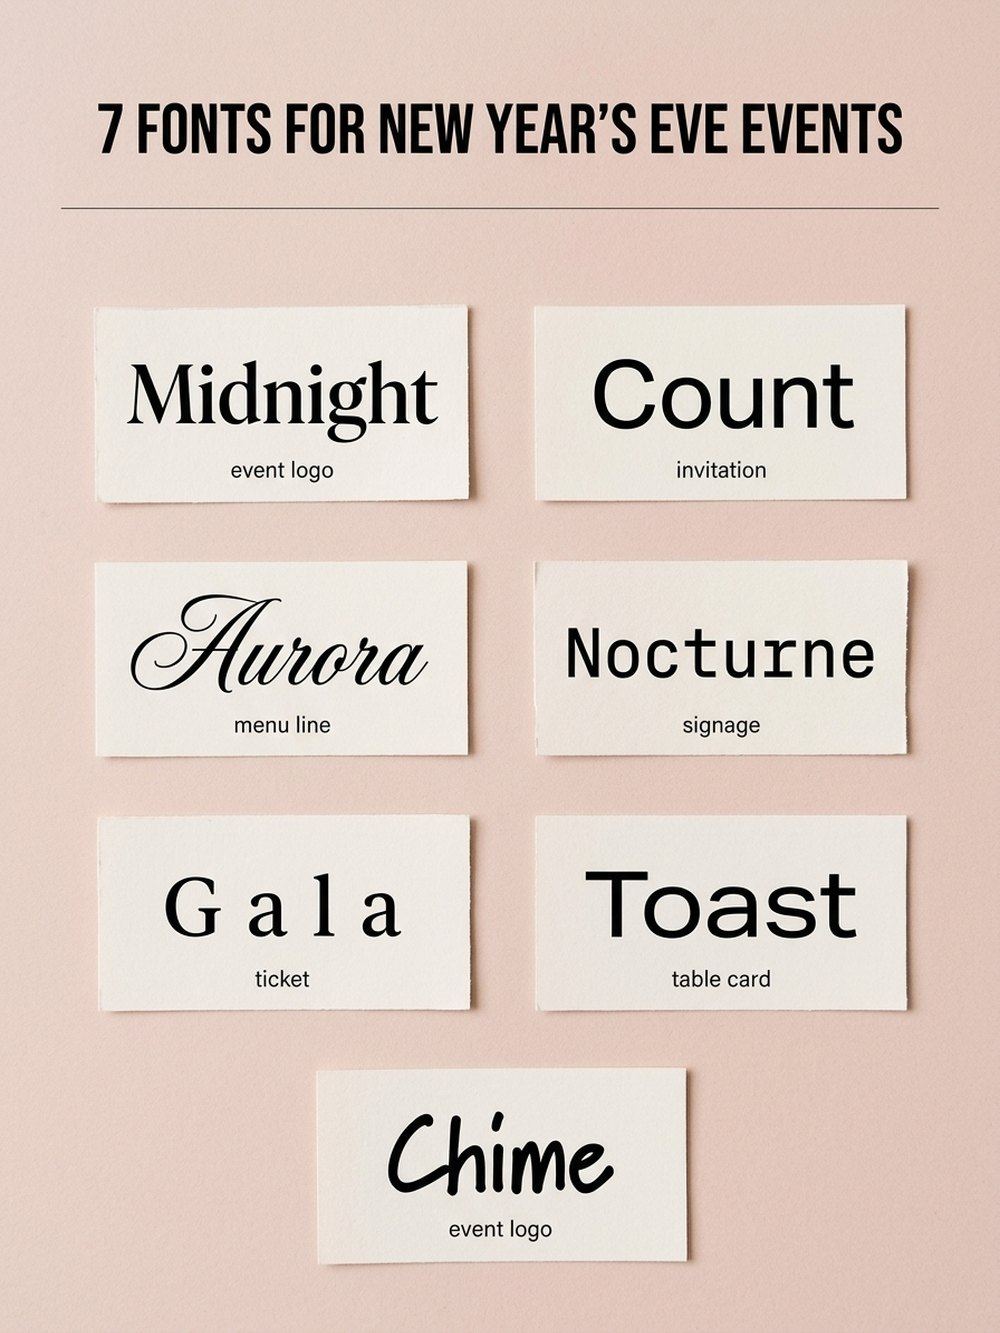 7 FONTS FOR NEW YEAR’S EVE EVENTS
Midnight
event logo
Count
invitation
Aurora
menu line
Nocturne
signage
Gala
ticket
Toast
table card
Chime
event logo